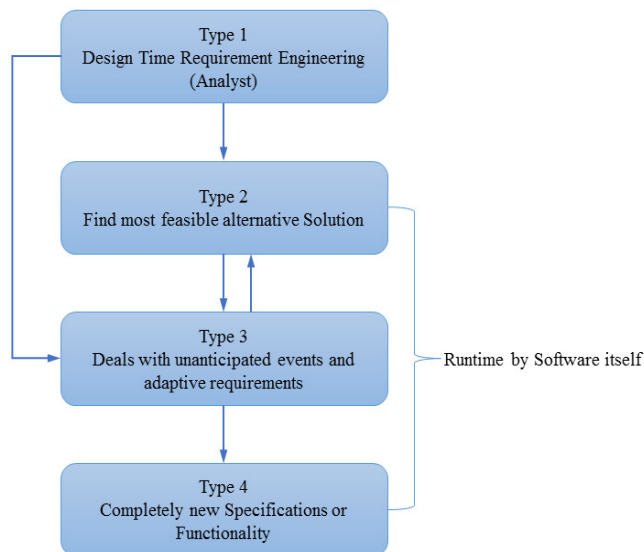 Type 1
Design Time Requirement Engineering
(Analyst)
Type 2
Find most feasible alternative Solution
Type 3
Deals with unanticipated events and
adaptive requirements
Runtime by Software itself
Type 4
Completely new Specifications or
Functionality